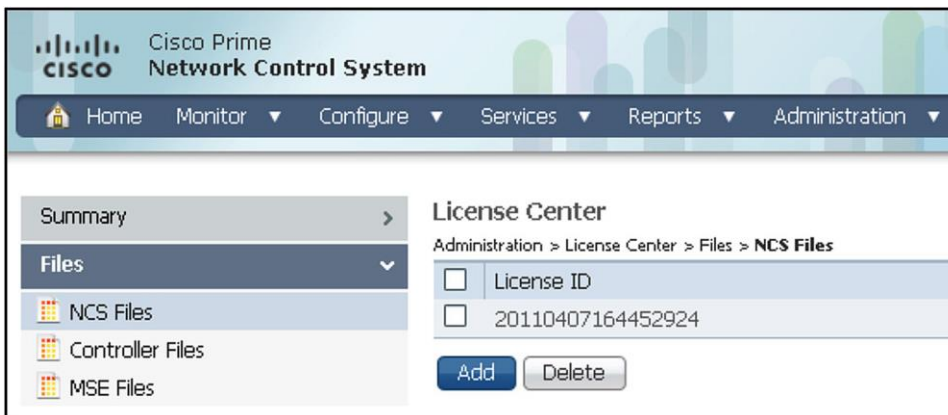 CISCO
Cisco Prime
Network Control System
Home Monitor Configure Services Reports Administration
Summary
Files
NCS Files
Controller Files
MSE Files
License Center
Administration > License Center > Files > NCS Files
License ID
20110407164452924
Add Delete